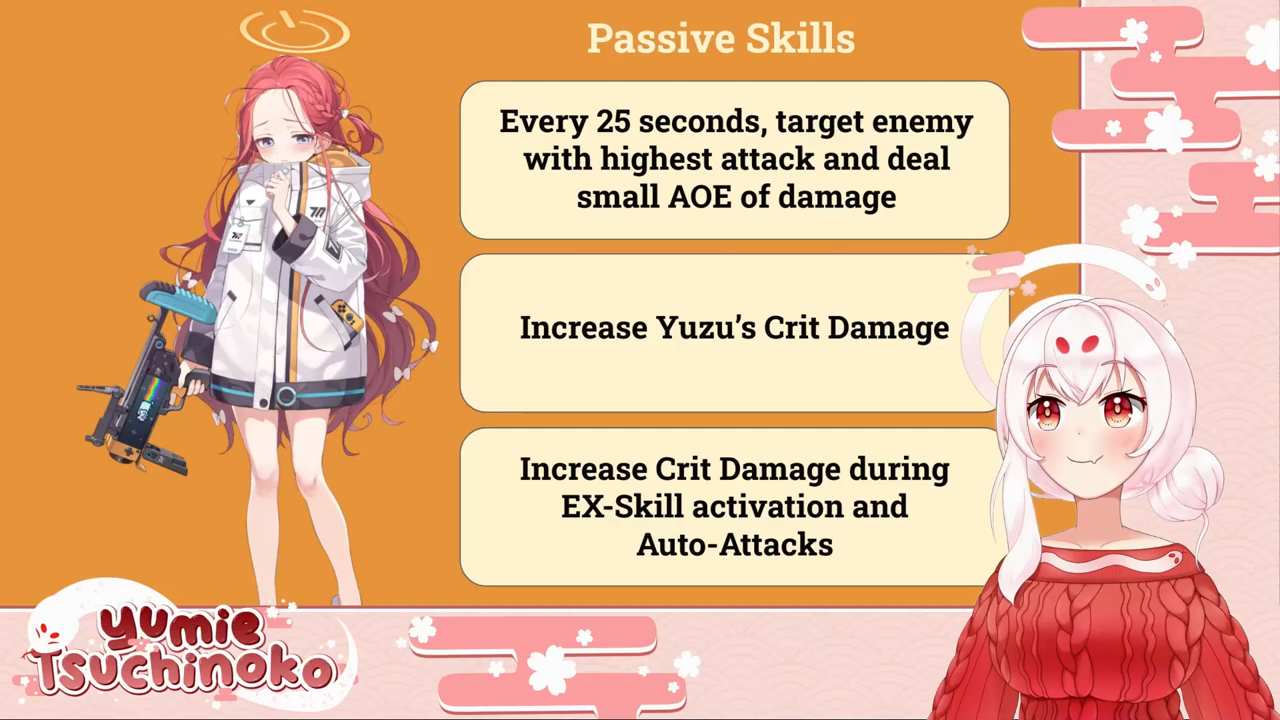 Passive Skills
Every 25 seconds, target enemy
with highest attack and deal
small AOE of damage
Increase Yuzu's Crit Damage
Increase Crit Damage during
EX-Skill activation and
Auto-Attacks
yumie
Tsuchinoko